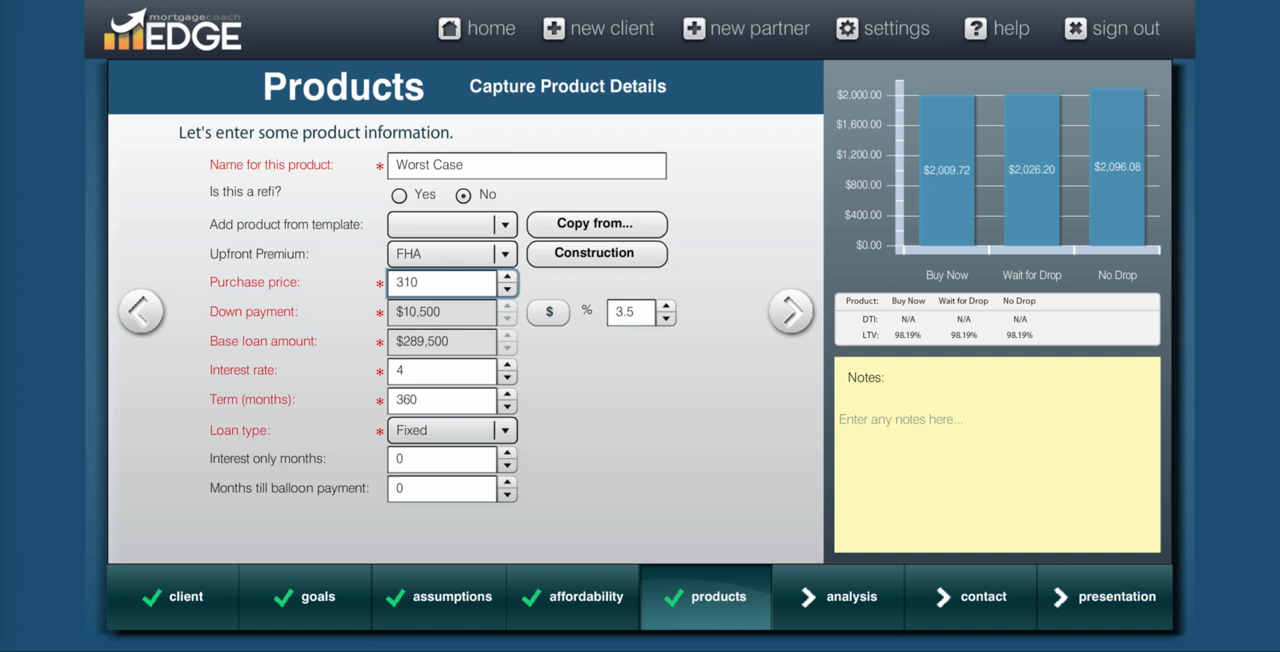 mortgagecoach
EDGE
home
new client
new partner
settings
? help
sign out
Products
Capture Product Details
Let's enter some product information.
Name for this product: * Worst Case
Is this a refi? Yes No
Add product from template: Copy from...
Upfront Premium: FHA Construction
Purchase price: * 310
Down payment: * $10,500 $ % 3.5
Base loan amount: * $289,500
Interest rate: * 4
Term (months): * 360
Loan type: * Fixed
Interest only months: 0
Months till balloon payment: 0
$2,000.00
$1,600.00
$1,200.00
$800.00
$400.00
$0.00
$2,009.72 $2,026.20 $2,096.08
Buy Now Wait for Drop No Drop
Product: Buy Now Wait for Drop No Drop
DTI: N/A N/A N/A
LTV: 98.19% 98.19% 98.19%
Notes:
Enter any notes here...
client
goals
assumptions
affordability
products
analysis
contact
presentation